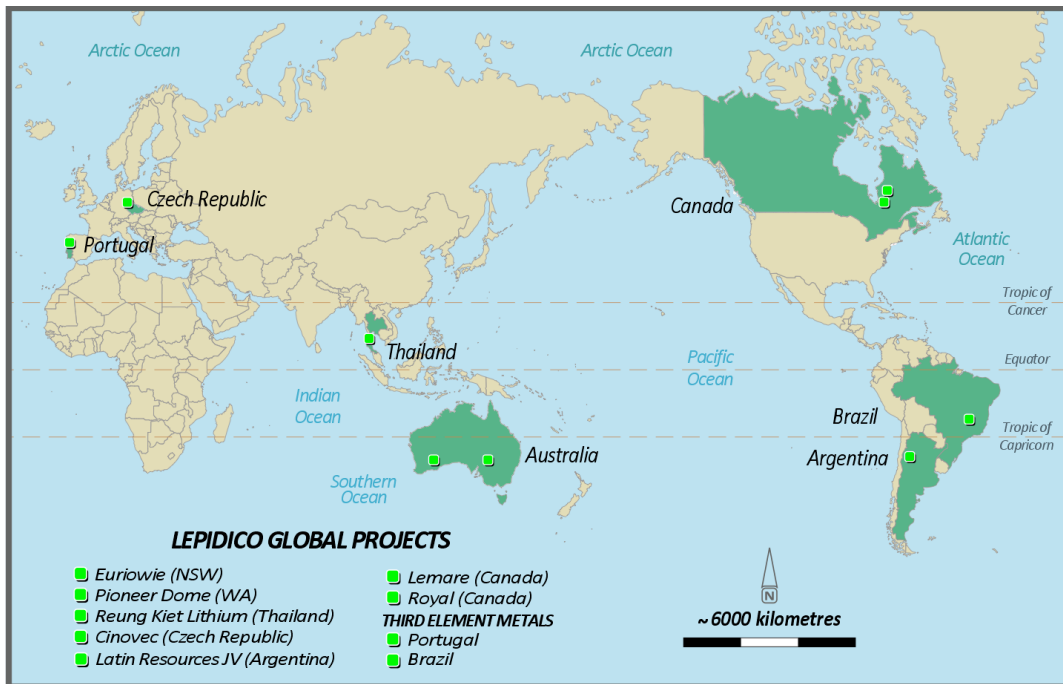 Arctic Ocean
Arctic Ocean
Czech Republic
Portugal
Canada
Atlantic
Ocean
Tropic of
Cancer
Thailand
Pacific
Ocean
Equator
Indian
Ocean
Brazil
Tropic of
Capricorn
Australia
Argentina
Southern
Ocean
LEPIDICO GLOBAL PROJECTS
Euriowie (NSW)
Pioneer Dome (WA)
Reung Kiet Lithium (Thailand)
Cinovec (Czech Republic)
Latin Resources JV (Argentina)
Lemare (Canada)
Royal (Canada)
THIRD ELEMENT METALS
Portugal
Brazil
N
~6000 kilometres